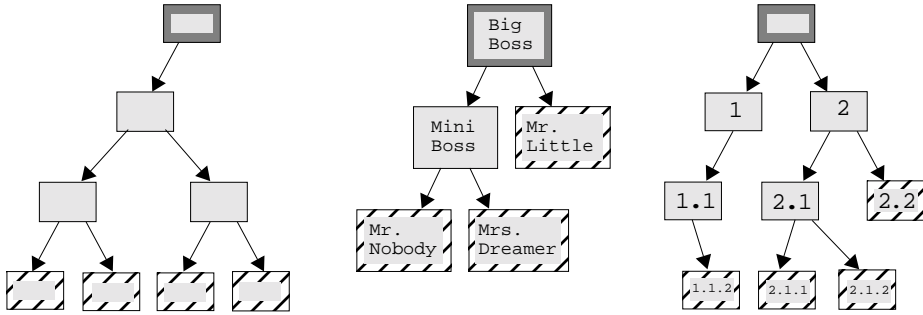 Big
Boss
Mini
Boss
Mr.
Little
Mr.
Nobody
Mrs.
Dreamer
1
2
1.1
2.1
2.2
1.1.2
2.1.1
2.1.2